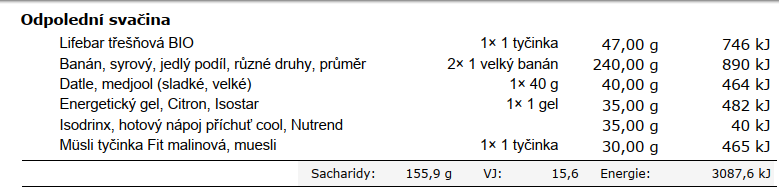 Odpolední svačina
Lifebar třešňová BIO 1× 1 tyčinka 47,00 g 746 kJ
Banán, syrový, jedlý podíl, různé druhy, průměr 2× 1 velký banán 240,00 g 890 kJ
Datle, medjool (sladké, velké) 1× 40 g 40,00 g 464 kJ
Energetický gel, Citron, Isostar 1× 1 gel 35,00 g 482 kJ
Isodrinx, hotový nápoj příchuť cool, Nutrend 35,00 g 40 kJ
Müsli tyčinka Fit malinová, muesli 1× 1 tyčinka 30,00 g 465 kJ
Sacharidy: 155,9 g VJ: 15,6 Energie: 3087,6 kJ